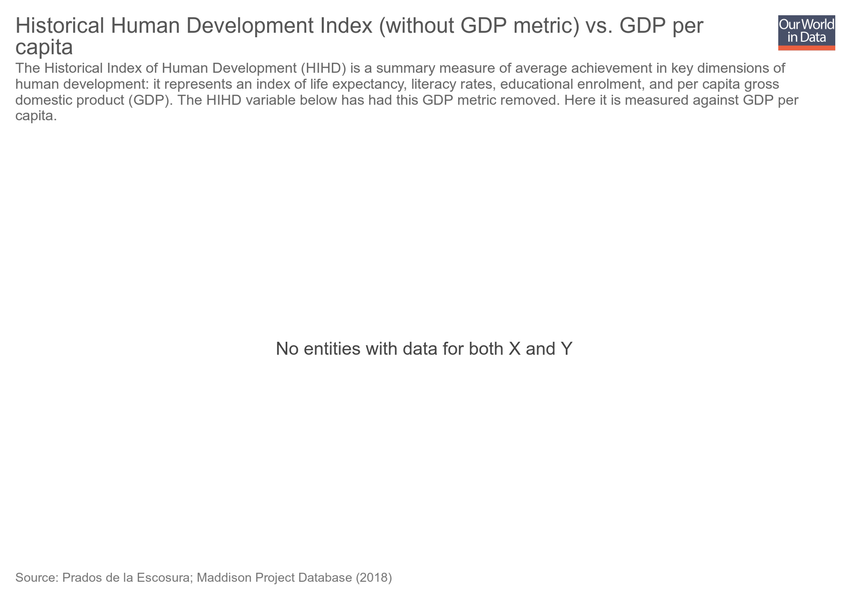 Historical Human Development Index (without GDP metric) vs. GDP per
capita
Our World
in Data
The Historical Index of Human Development (HIHD) is a summary measure of average achievement in key dimensions of
human development: it represents an index of life expectancy, literacy rates, educational enrolment, and per capita gross
domestic product (GDP). The HIHD variable below has had this GDP metric removed. Here it is measured against GDP per
capita.
No entities with data for both X and Y
Source: Prados de la Escosura; Maddison Project Database (2018)